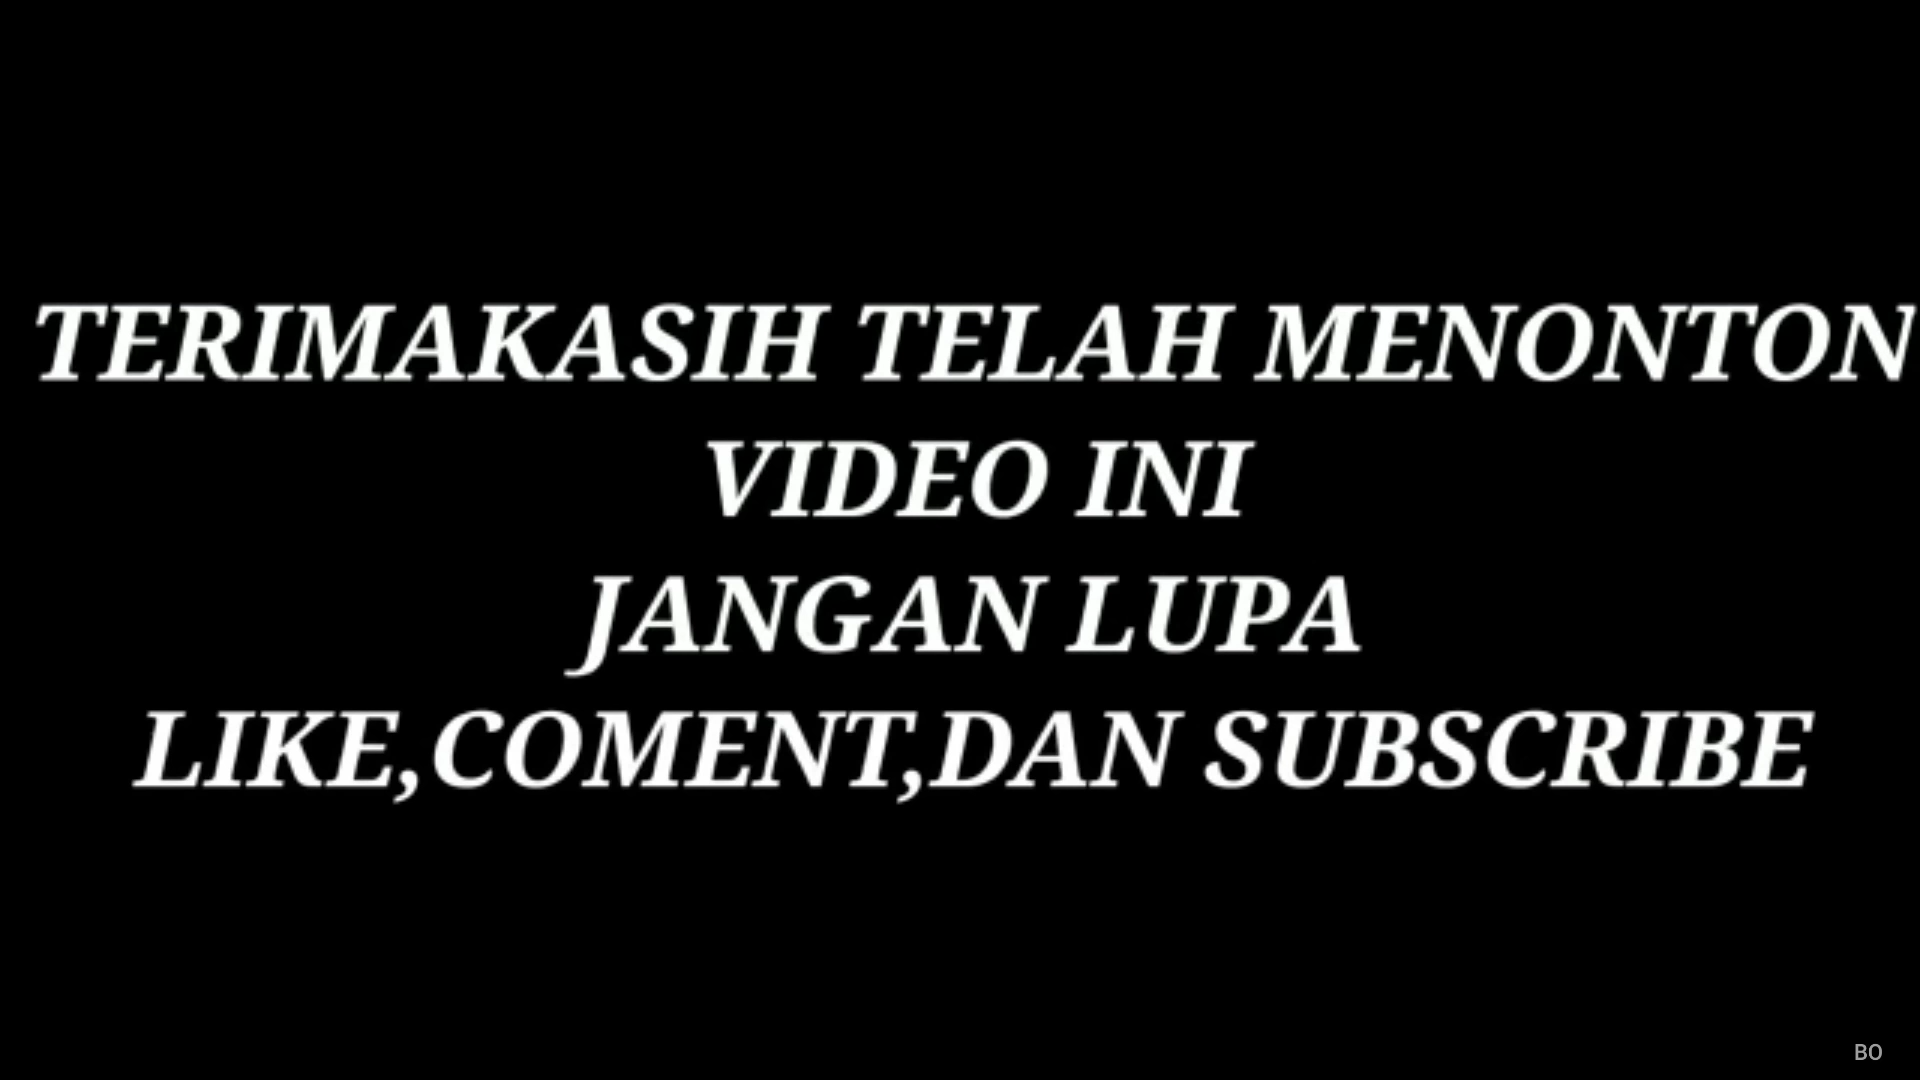 TERIMAKASIH TELAH MENONTON
VIDEO INI
JANGAN LUPA
LIKE,COMENT,DAN SUBSCRIBE
BO